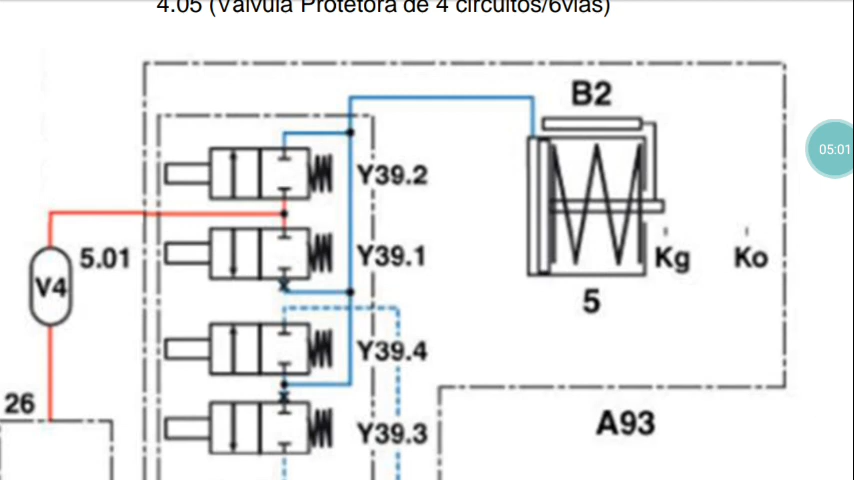 4.05 (Válvula Protetora de 4 circuitos/6vias)
B2
05:01
Y39.2
5.01
Y39.1
Kg
Ko
V4
5
Y39.4
26
A93
Y39.3